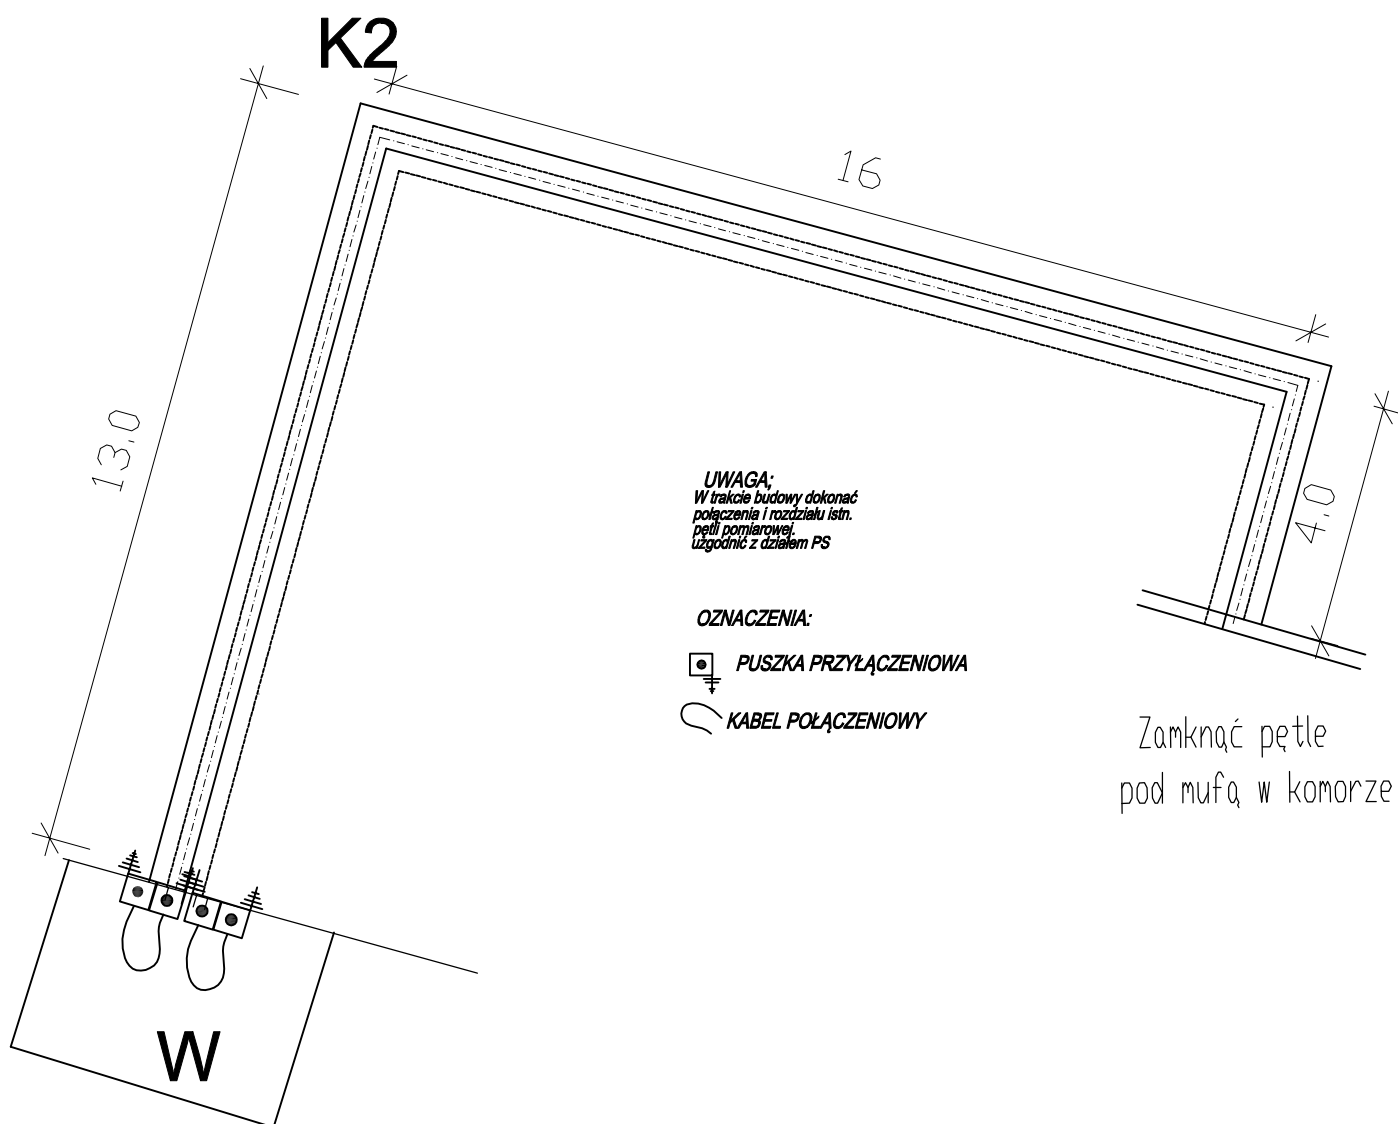 K2
16
13.0
4.0
UWAGA;
W trakcie budowy dokonać
połączenia i rozdziału istn.
pętli pomiarowej.
uzgodnić z działem PS
OZNACZENIA:
PUSZKA PRZYŁĄCZENIOWA
KABEL POŁĄCZENIOWY
Zamknąć pętle
pod mufą w komorze
W